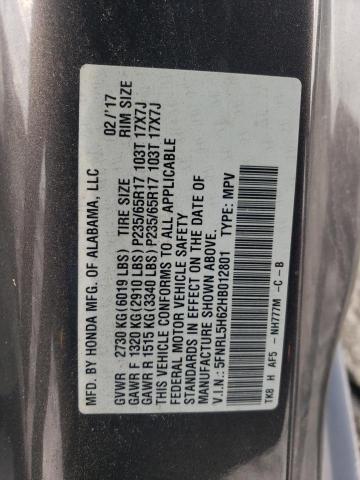 MFD. BY HONDA MFG. OF ALABAMA, LLC 02/'17
TIRE SIZE RIM SIZE
GVWR 2730 KG (6019 LBS)
GAWR F 1320 KG (2910 LBS) P235/65R17 103T 17X7J
GAWR R 1515 KG (3340 LBS) P235/65R17 103T 17X7J
THIS VEHICLE CONFORMS TO ALL APPLICABLE
FEDERAL MOTOR VEHICLE SAFETY
STANDARDS IN EFFECT ON THE DATE OF
MANUFACTURE SHOWN ABOVE.
V.I.N.: 5FNRL5H62HB012801 TYPE: MPV
TK8 H AF5 - NH777M -C -B